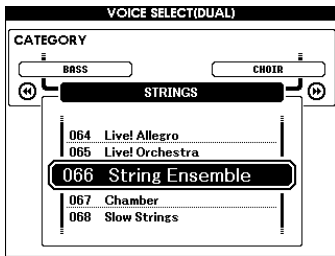 VOICE SELECT(DUAL)
CATEGORY
BASS
CHOIR
STRINGS
064 Live! Allegro
065 Live! Orchestra
066 String Ensemble
067 Chamber
068 Slow Strings